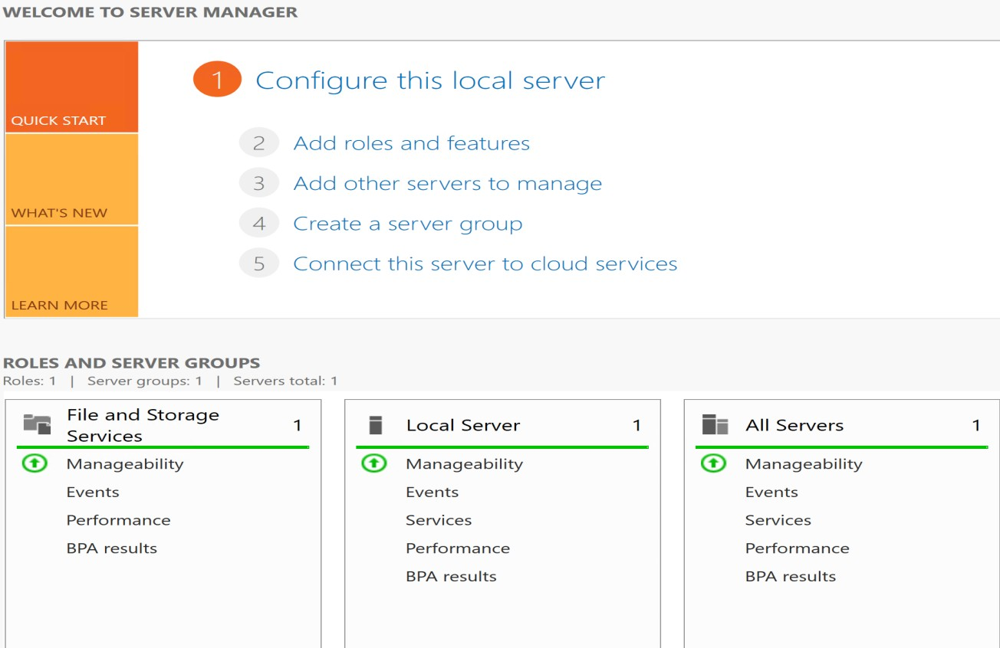 WELCOME TO SERVER MANAGER
QUICK START
WHAT'S NEW
LEARN MORE
1 Configure this local server
2 Add roles and features
3 Add other servers to manage
4 Create a server group
5 Connect this server to cloud services
ROLES AND SERVER GROUPS
Roles: 1 | Server groups: 1 | Servers total: 1
File and Storage
Services 1
Manageability
Events
Performance
BPA results
Local Server 1
Manageability
Events
Services
Performance
BPA results
All Servers 1
Manageability
Events
Services
Performance
BPA results